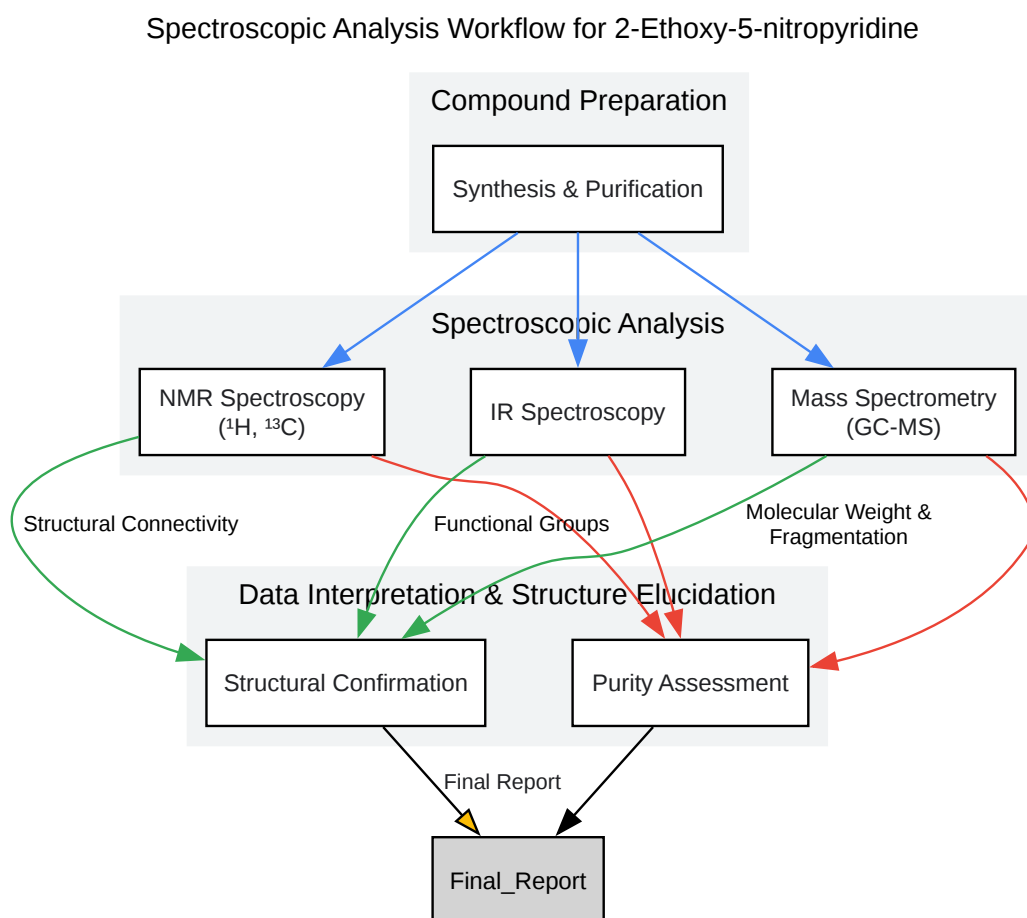 Spectroscopic Analysis Workflow for 2-Ethoxy-5-nitropyridine
Compound Preparation
Synthesis & Purification
Spectroscopic Analysis
NMR Spectroscopy
(¹H, ¹³C)
IR Spectroscopy
Mass Spectrometry
(GC-MS)
Structural Connectivity
Functional Groups
Molecular Weight &
Fragmentation
Data Interpretation & Structure Elucidation
Structural Confirmation
Purity Assessment
Final Report
Final_Report